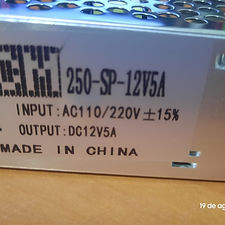 250-SP-12V5A
INPUT:AC110/220V ±15%
OUTPUT:DC12V5A
MADE IN CHINA
19 de ag